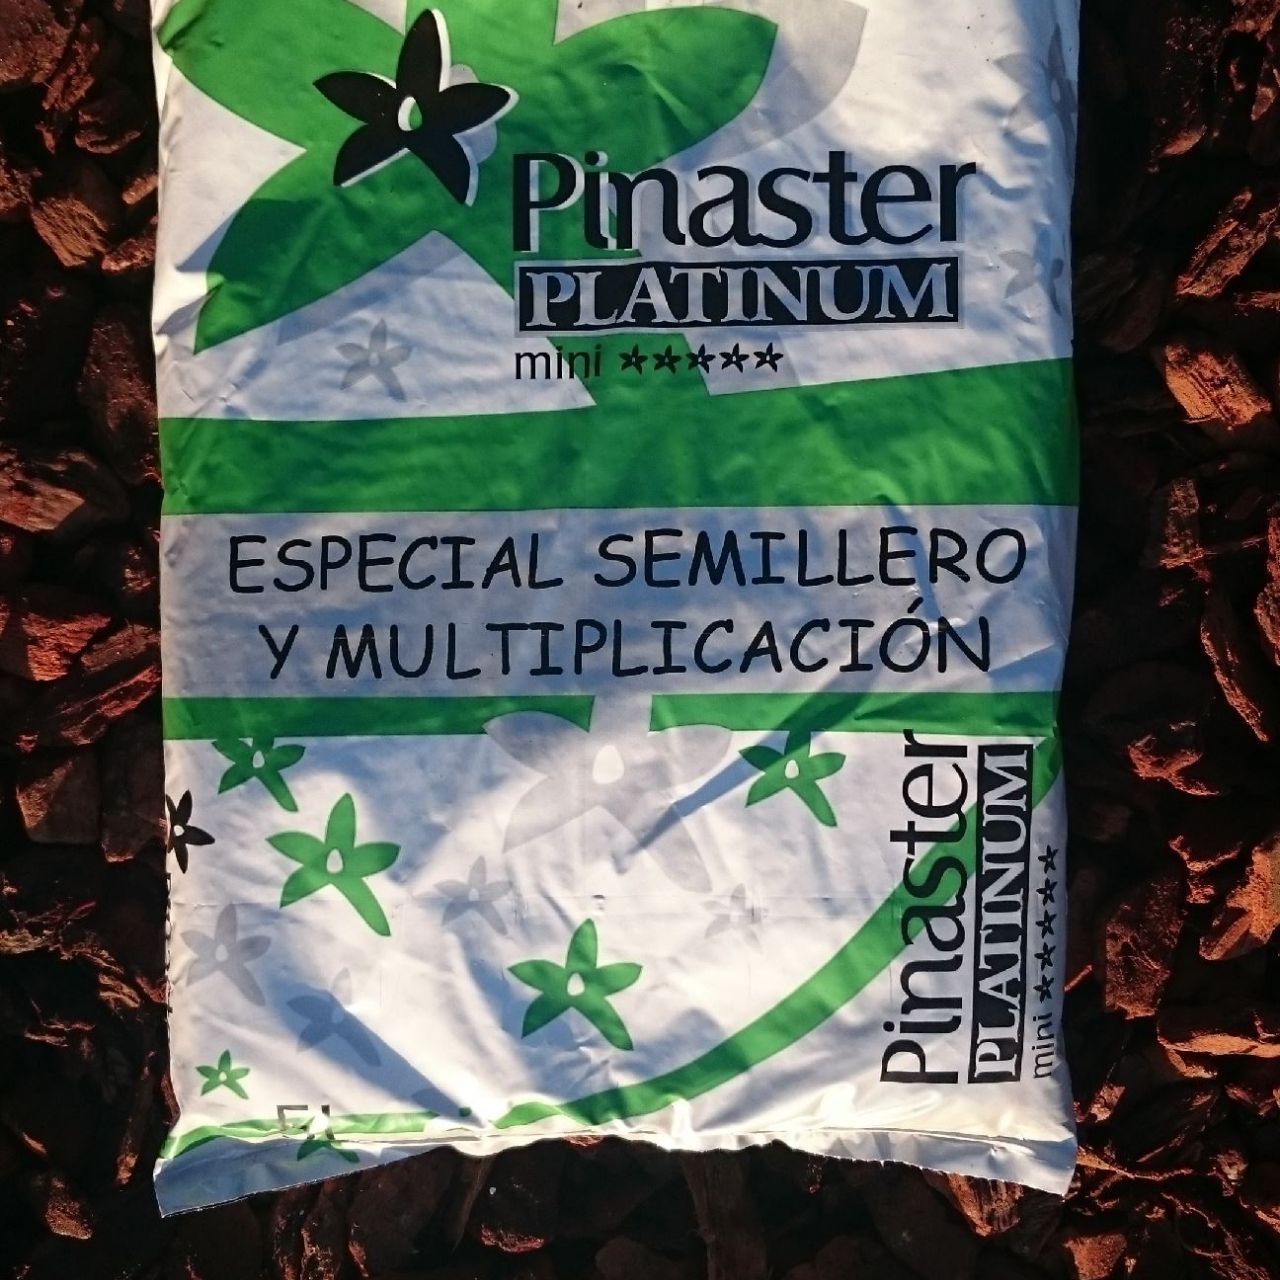 Pinaster
PLATINUM
mini ★★★★★
ESPECIAL SEMILLERO
Y MULTIPLICACIÓN
Pinaster
PLATINUM
mini ★★★★★